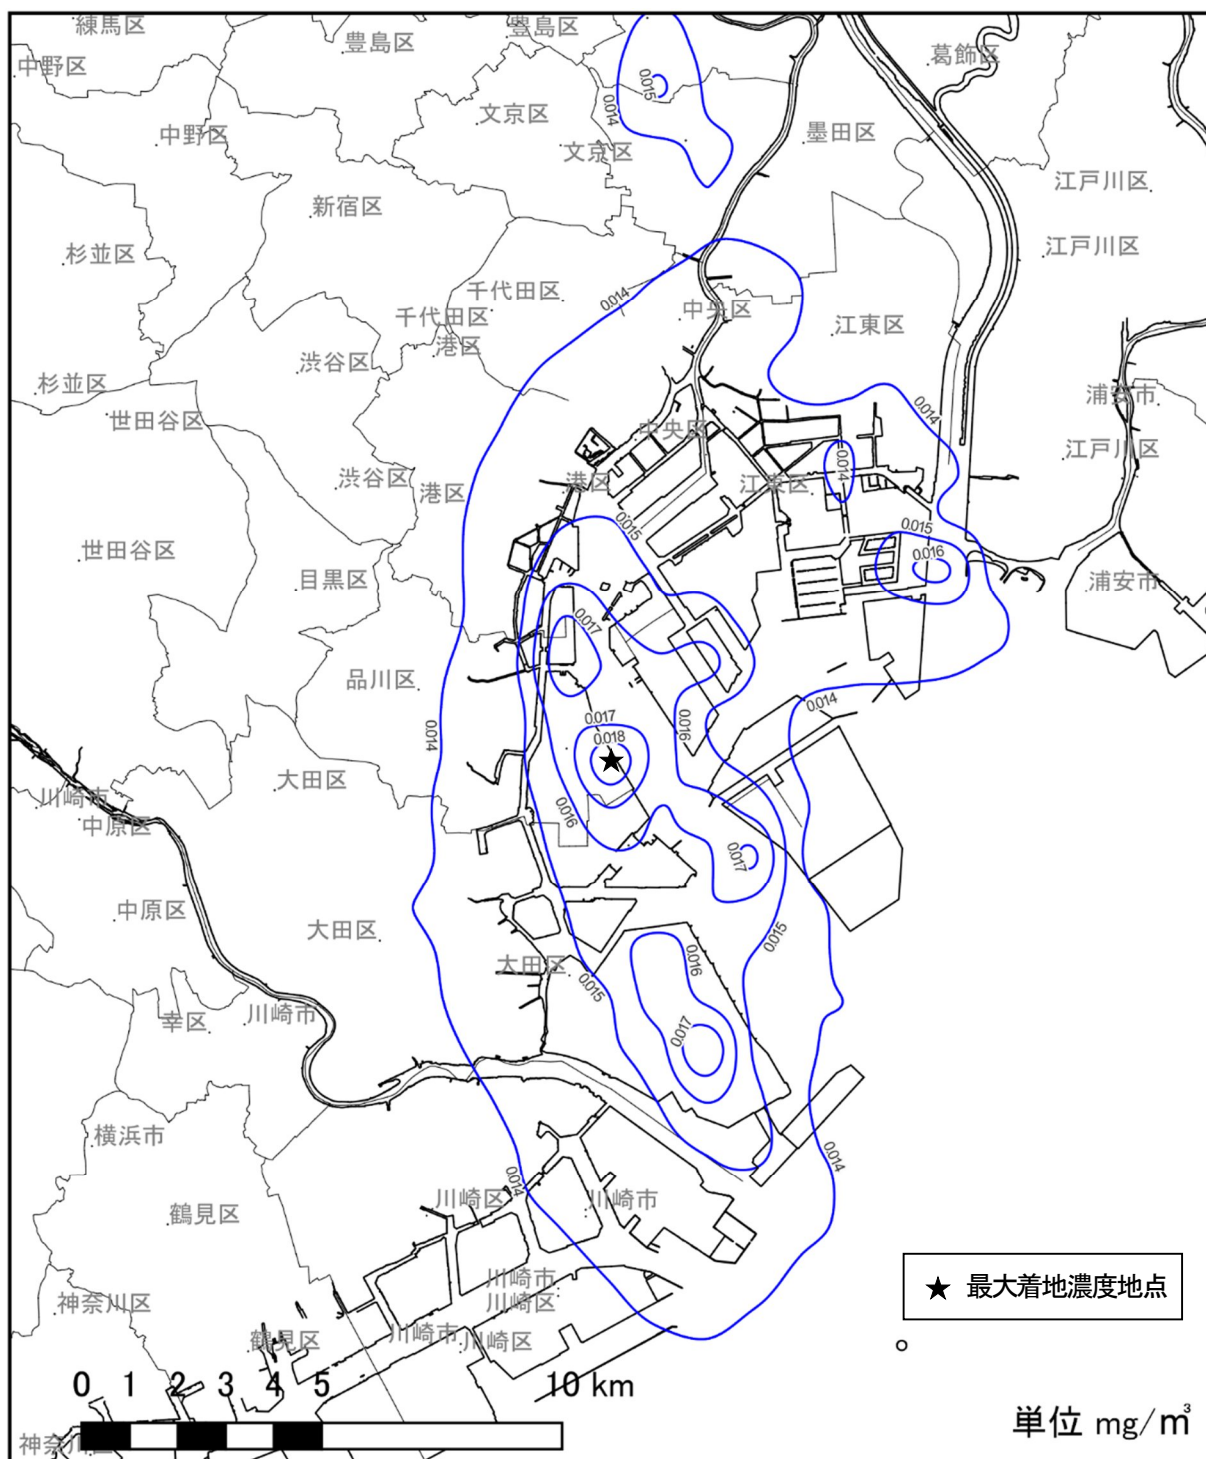 練馬区
豊島区
豊島区
中野区
葛飾区
0.015
0.014
文京区
中野区
文京区
墨田区
江戸川区
新宿区
杉並区
江戸川区
千代田区
0.014
中央区
千代田区
江東区
港区
渋谷区
杉並区
浦安市
世田谷区
0.014
中央区
江戸川区
渋谷区
港区
港区
0.014
江東区
0.015
0.015
世田谷区
0.016
目黒区
浦安市
0.017
品川区
0.014
0.017
0.016
0.014
0.018
大田区
川崎市
中原区
0.016
0.017
中原区
大田区
0.015
大田区
0.016
0.015
幸区
川崎市
0.017
横浜市
0.014
0.014
川崎区
川崎市
鶴見区
川崎市
川崎区
神奈川区
★ 最大着地濃度地点
鶴見区
川崎市
川崎区
0 1 2 3 4 5 10 km
単位 mg/㎥
神奈川区